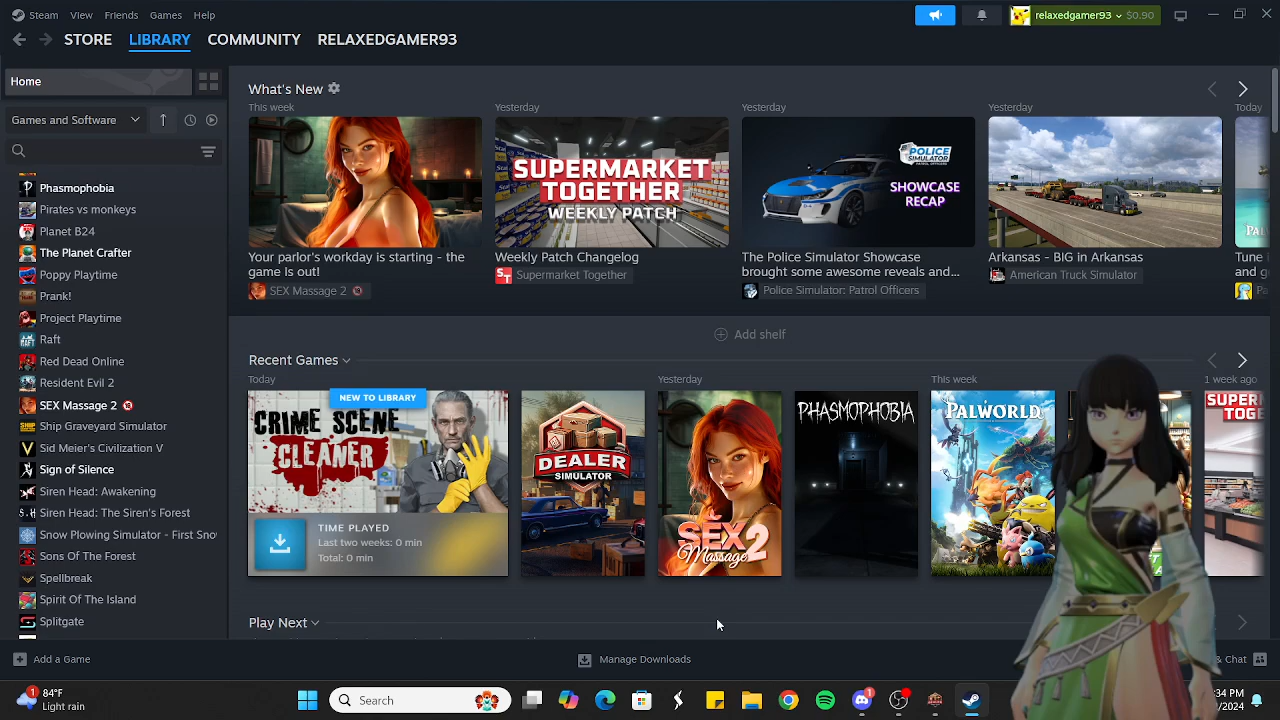 Steam View Friends Games Help
relaxedgamer93 $0.90
STORE LIBRARY COMMUNITY RELAXEDGAMER93
Home
Games and Software
Phasmophobia
Pirates vs monkeys
Planet B24
The Planet Crafter
Poppy Playtime
Prank!
Project Playtime
Raft
Red Dead Online
Resident Evil 2
SEX Massage 2
Ship Graveyard Simulator
Sid Meier's Civilization V
Sign of Silence
Siren Head: Awakening
Siren Head: The Siren's Forest
Snow Plowing Simulator - First Snow
Sons Of The Forest
Spellbreak
Spirit Of The Island
Splitgate
What's New
This week
Yesterday
Yesterday
Yesterday
Today
SUPERMARKET
TOGETHER
WEEKLY PATCH
POLICE
SIMULATOR
SHOWCASE
RECAP
Your parlor's workday is starting - the
game Is out!
SEX Massage 2
Weekly Patch Changelog
ST Supermarket Together
The Police Simulator Showcase
brought some awesome reveals and...
Police Simulator: Patrol Officers
Arkansas - BIG in Arkansas
American Truck Simulator
Tune
and g
Add shelf
Recent Games
Today
Yesterday
This week
1 week ago
NEW TO LIBRARY
CRIME SCENE
CLEANER
TIME PLAYED
Last two weeks: 0 min
Total: 0 min
DEALER
SIMULATOR
SEX
Massage 2
PHASMOPHOBIA
PALWORLD
Play Next
Add a Game
Manage Downloads
& Chat
1
84°F
Light rain
Search
1
:34 PM
/2024